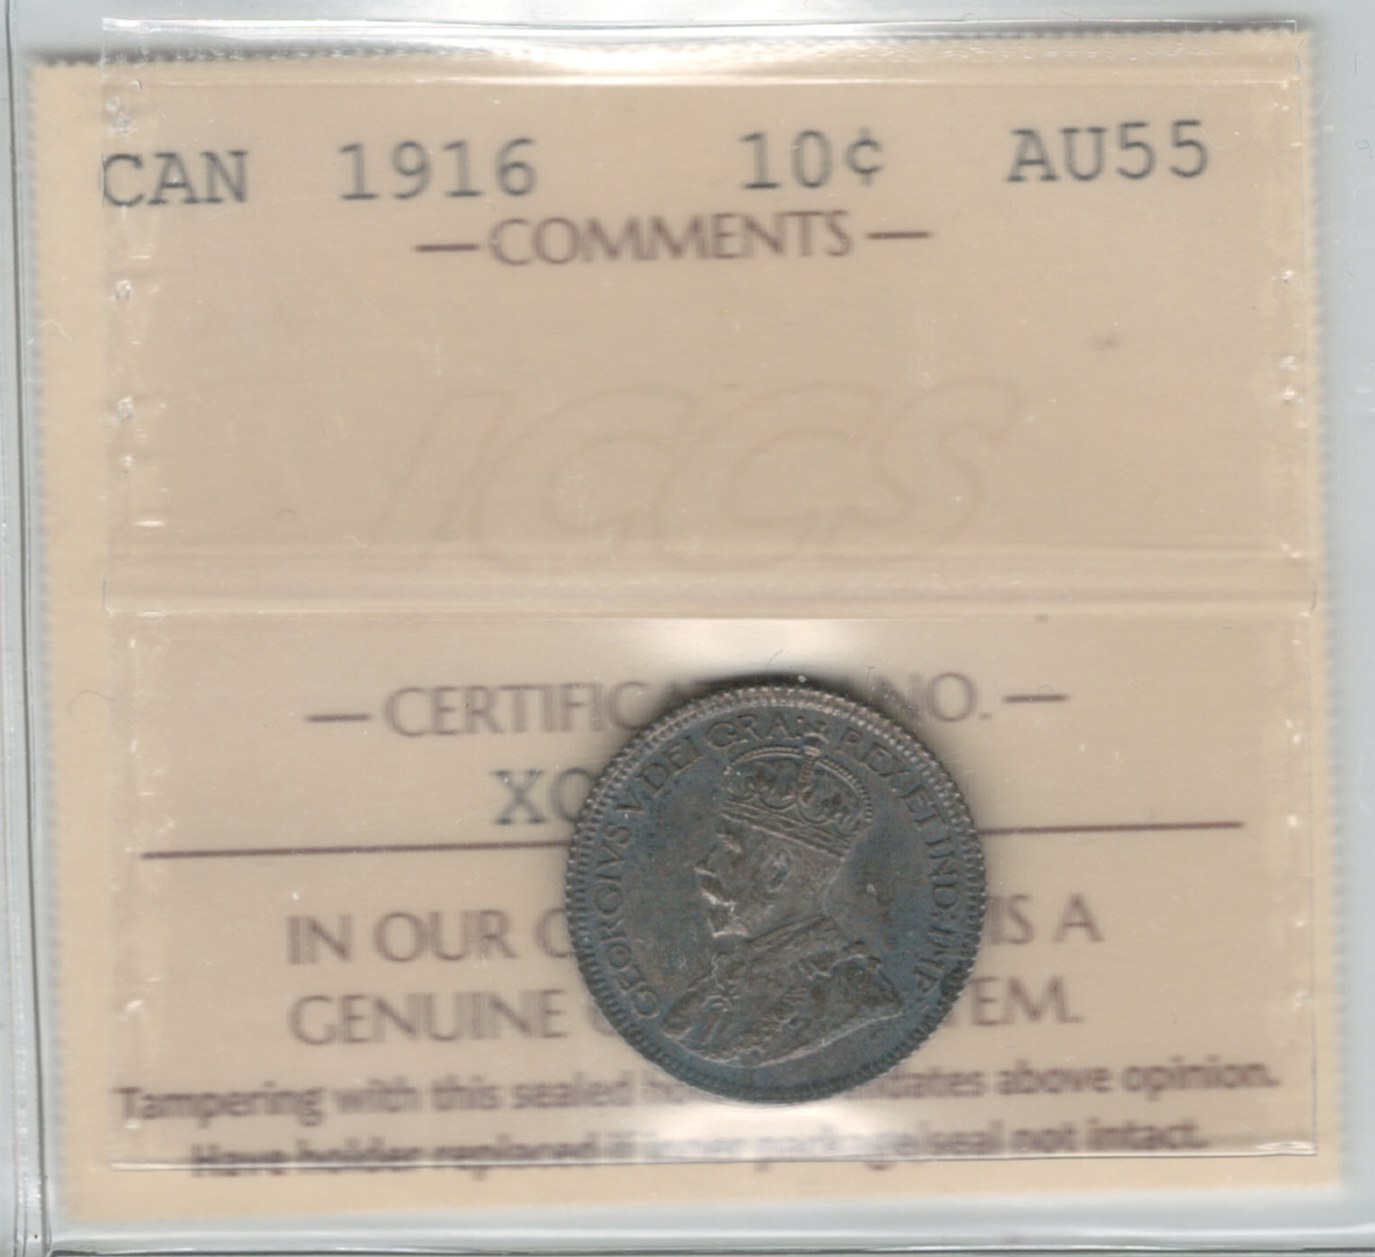 CAN 1916 10¢ AU55
—COMMENTS—
ICCS
—CERTIFIC NO.—
XC
GEORGIVS V DEI GRA: REX ET IND: IMP:
IN OUR O IS A
GENUINE TEM.
Tampering with this sealed dates above opinion.
Have holder replaced if inner package/seal not intact.